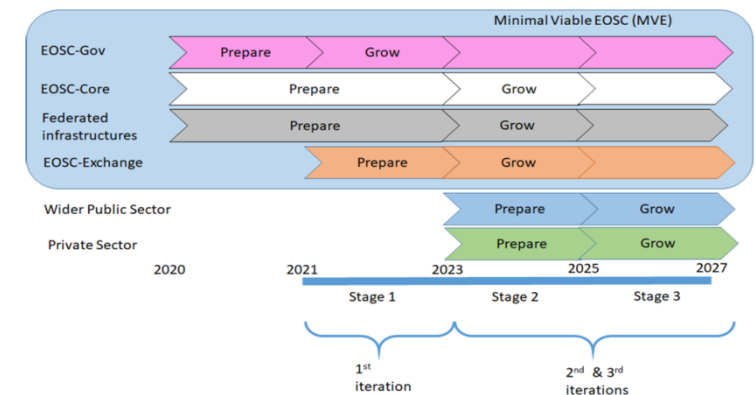 Minimal Viable EOSC (MVE)
EOSC-Gov Prepare Grow
EOSC-Core Prepare Grow
Federated
infrastructures Prepare Grow
EOSC-Exchange Prepare Grow
Wider Public Sector Prepare Grow
Private Sector Prepare Grow
2020 2021 2023 2025 2027
Stage 1 Stage 2 Stage 3
1st
iteration
2nd & 3rd
iterations